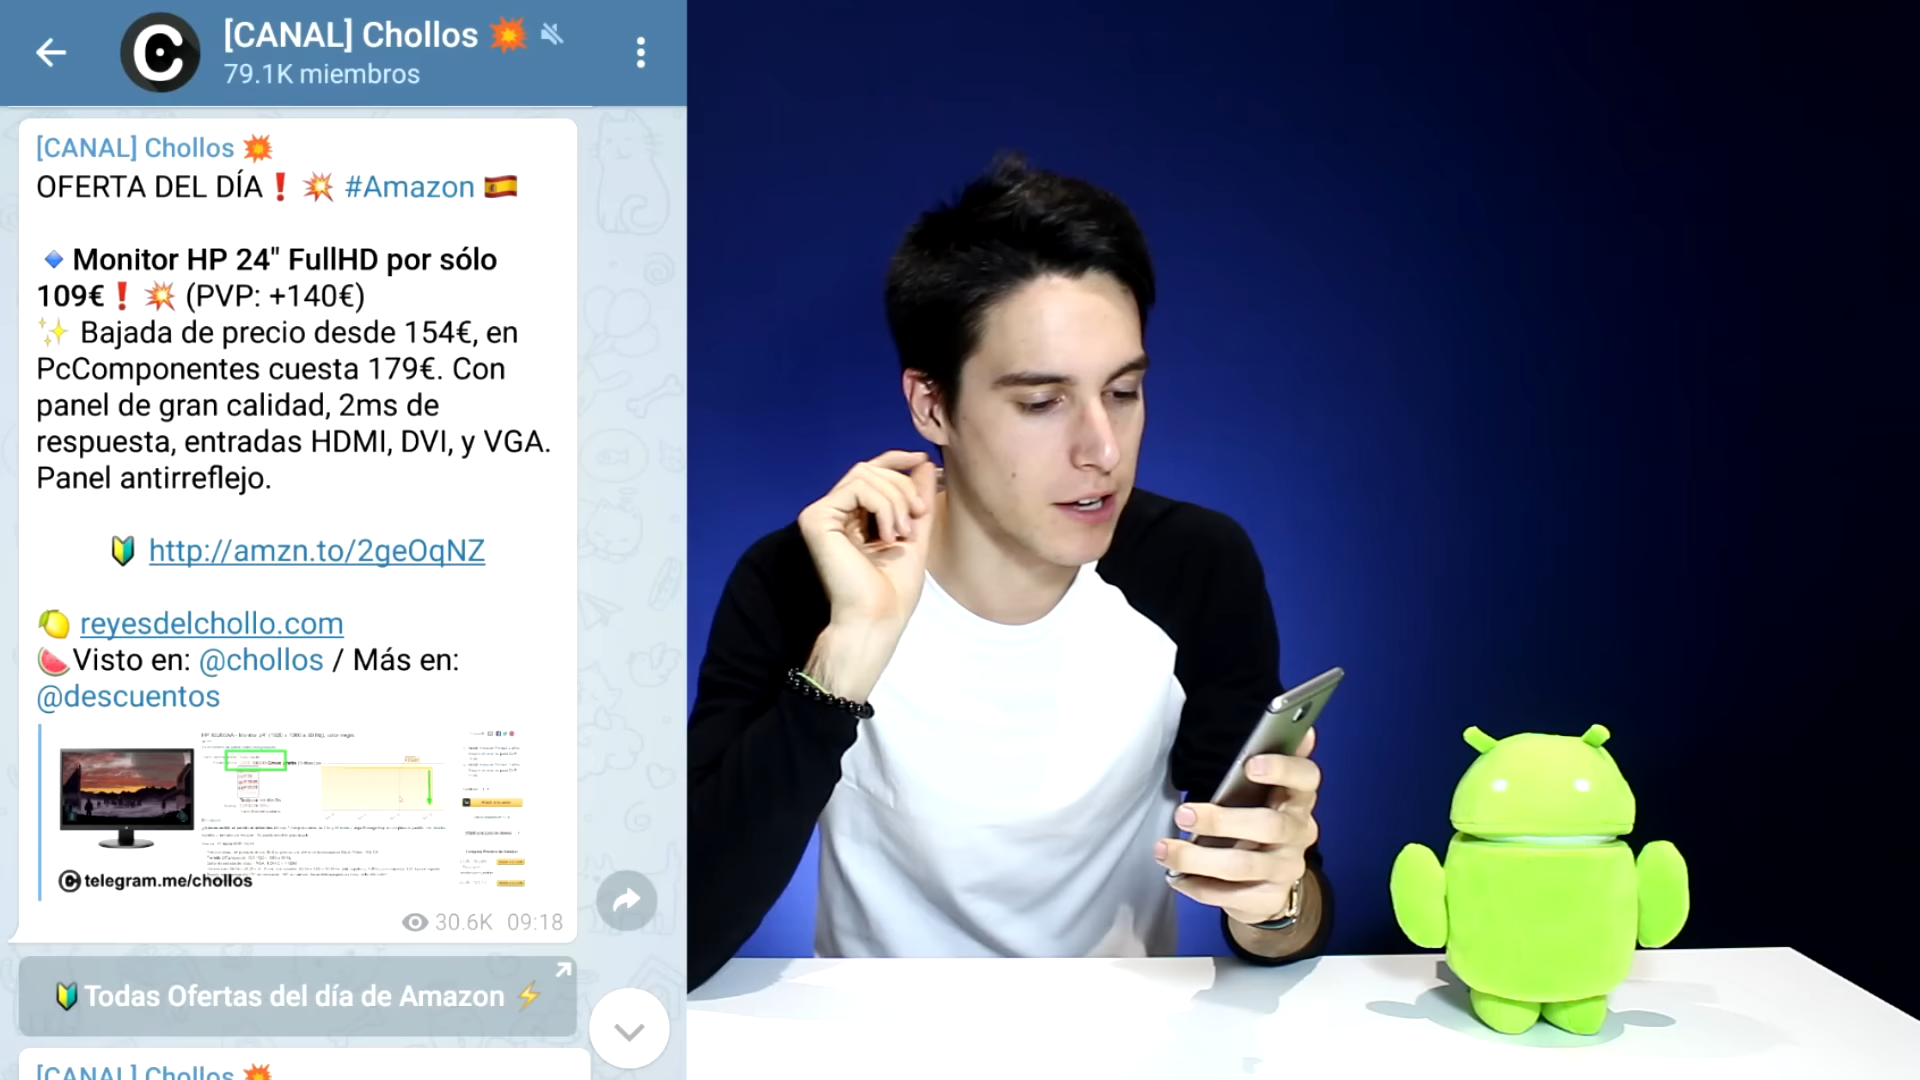 [CANAL] Chollos 💥
79.1K miembros
[CANAL] Chollos 💥
OFERTA DEL DÍA❗ 💥 #Amazon 🇪🇸
🔹 Monitor HP 24" FullHD por sólo
109€❗ 💥 (PVP: +140€)
✨ Bajada de precio desde 154€, en
PcComponentes cuesta 179€. Con
panel de gran calidad, 2ms de
respuesta, entradas HDMI, DVI, y VGA.
Panel antirreflejo.
🔰 http://amzn.to/2geOqNZ
🍋 reyesdelchollo.com
🍉Visto en: @chollos / Más en:
@descuentos
telegram.me/chollos
30.6K 09:18
🔰Todas Ofertas del día de Amazon ⚡
[CANAL] Chollos 💥